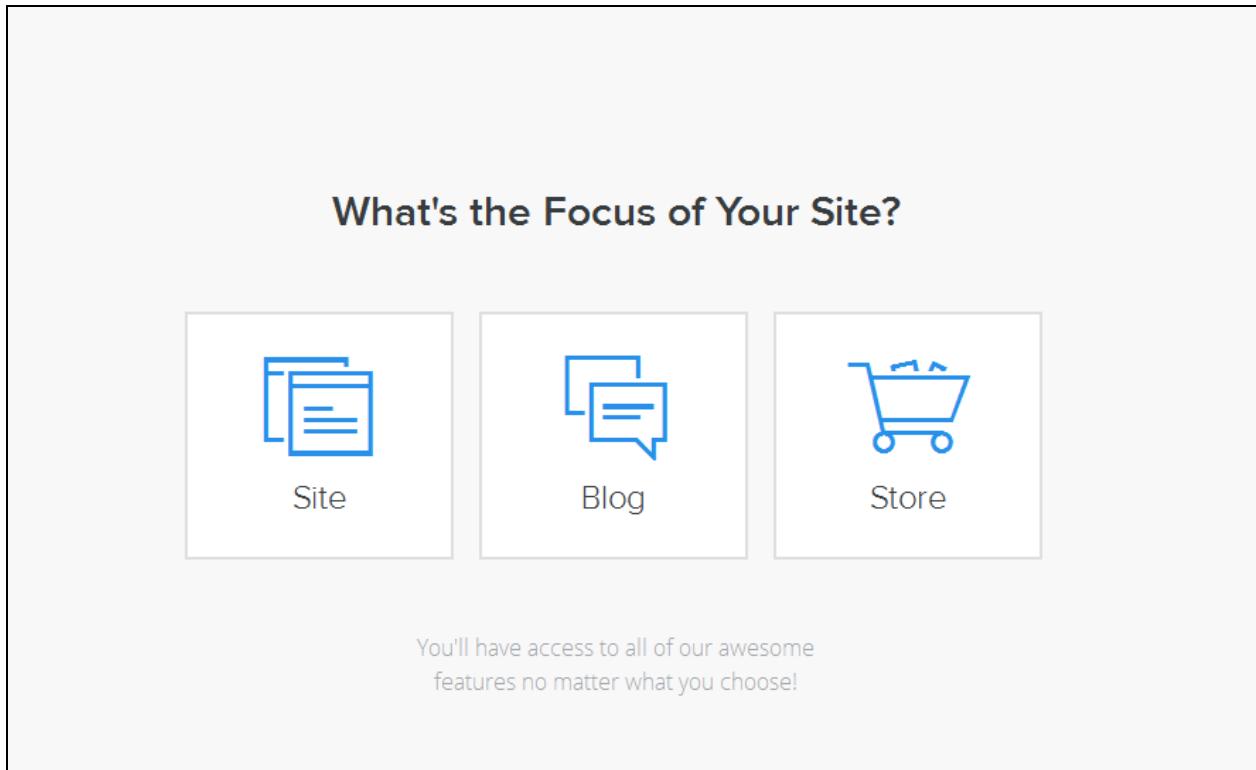 What's the Focus of Your Site?
Site
Blog
Store
You'll have access to all of our awesome
features no matter what you choose!